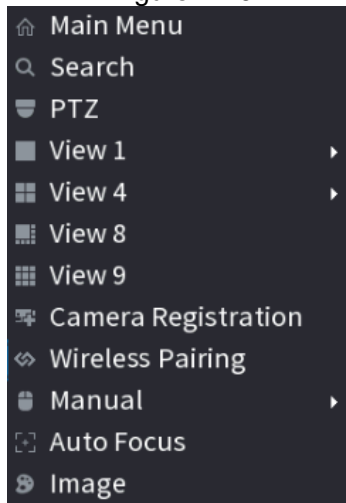 Main Menu
Search
PTZ
View 1
View 4
View 8
View 9
Camera Registration
Wireless Pairing
Manual
Auto Focus
Image